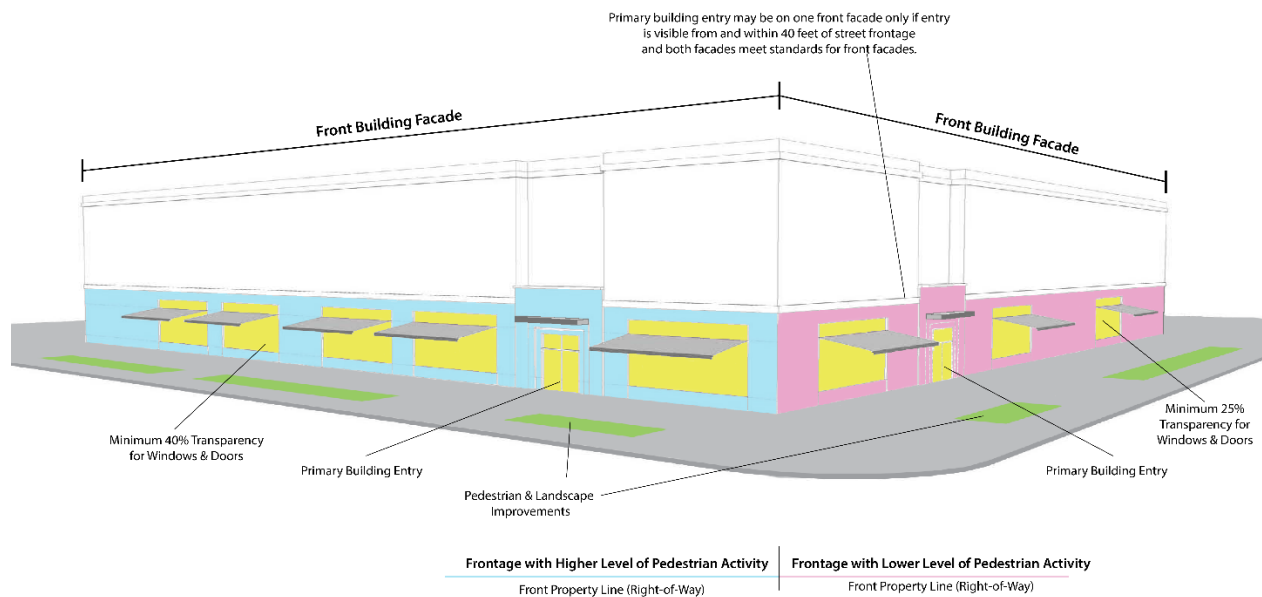 Primary building entry may be on one front facade only if entry
is visible from and within 40 feet of street frontage
and both facades meet standards for front facades.
Front Building Facade
Front Building Facade
Minimum 40% Transparency
for Windows & Doors
Primary Building Entry
Pedestrian & Landscape
Improvements
Minimum 25%
Transparency for
Windows & Doors
Primary Building Entry
Frontage with Higher Level of Pedestrian Activity
Front Property Line (Right-of-Way)
Frontage with Lower Level of Pedestrian Activity
Front Property Line (Right-of-Way)